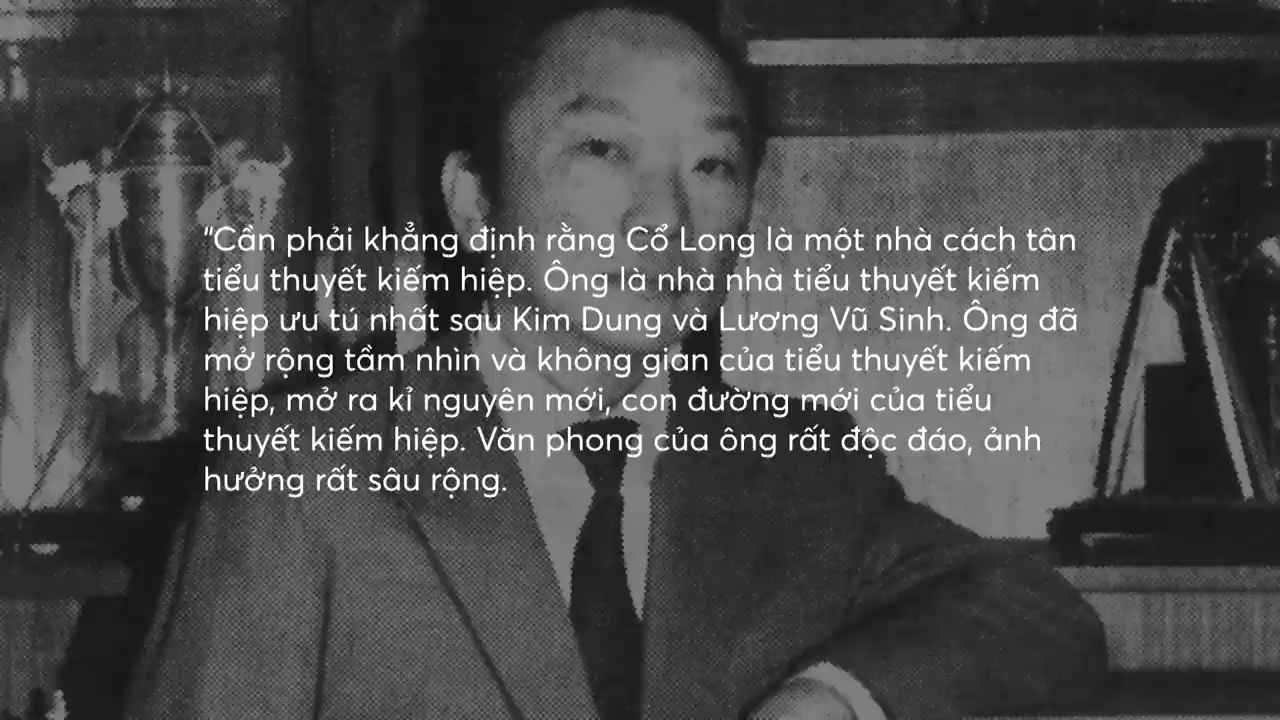 “Cần phải khẳng định rằng Cổ Long là một nhà cách tân
tiểu thuyết kiếm hiệp. Ông là nhà nhà tiểu thuyết kiếm
hiệp ưu tú nhất sau Kim Dung và Lương Vũ Sinh. Ông đã
mở rộng tầm nhìn và không gian của tiểu thuyết kiếm
hiệp, mở ra kỉ nguyên mới, con đường mới của tiểu
thuyết kiếm hiệp. Văn phong của ông rất độc đáo, ảnh
hưởng rất sâu rộng.